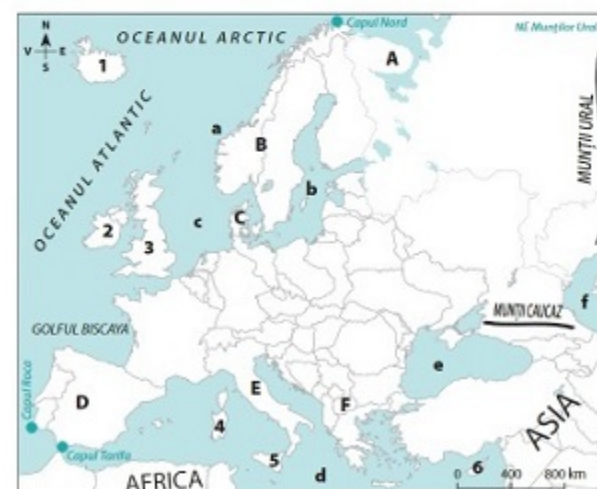 N
V E
S
OCEANUL ARCTIC
Capul Nord
NE Munților Ural
1
A
MUNȚII URAL
OCEANUL ATLANTIC
a
B
b
2
3
c
C
MUNȚII CAUCAZ
f
GOLFUL BISCAYA
e
Capul Roca
D
E
F
ASIA
4
Capul Tarifa
5
d
6
AFRICA
0 400 800 km